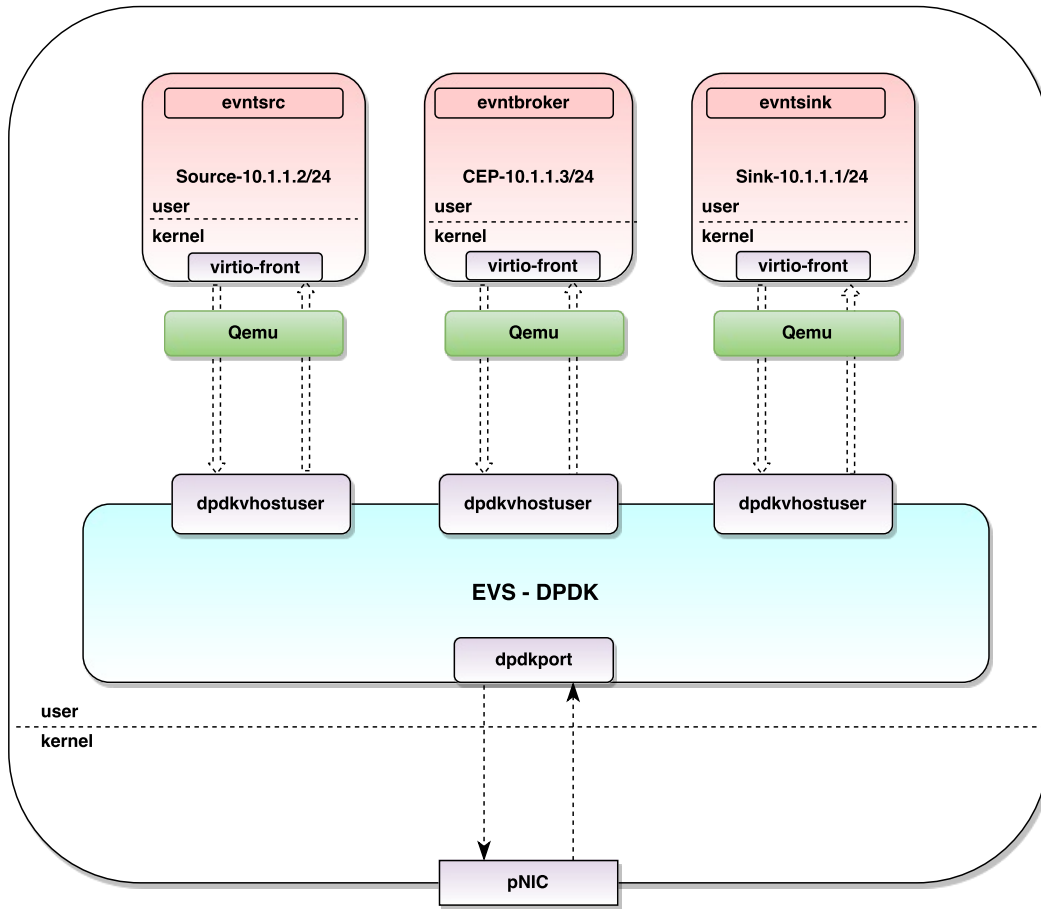 evntsrc
evntbroker
evntsink
Source-10.1.1.2/24
CEP-10.1.1.3/24
Sink-10.1.1.1/24
user
user
user
kernel
kernel
kernel
virtio-front
virtio-front
virtio-front
Qemu
Qemu
Qemu
dpdkvhostuser
dpdkvhostuser
dpdkvhostuser
EVS - DPDK
dpdkport
user
kernel
pNIC